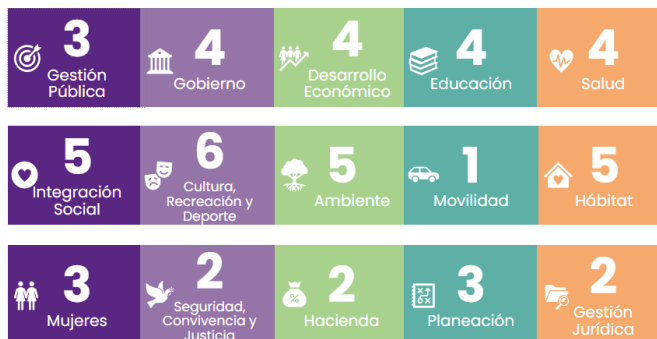 3
Gestión
Pública
4
Gobierno
4
Desarrollo
Económico
4
Educación
4
Salud
5
Integración
Social
6
Cultura,
Recreación y
Deporte
5
Ambiente
1
Movilidad
5
Hábitat
3
Mujeres
2
Seguridad,
Convivencia y
Justicia
2
%
Hacienda
3
Planeación
2
Gestión
Jurídica